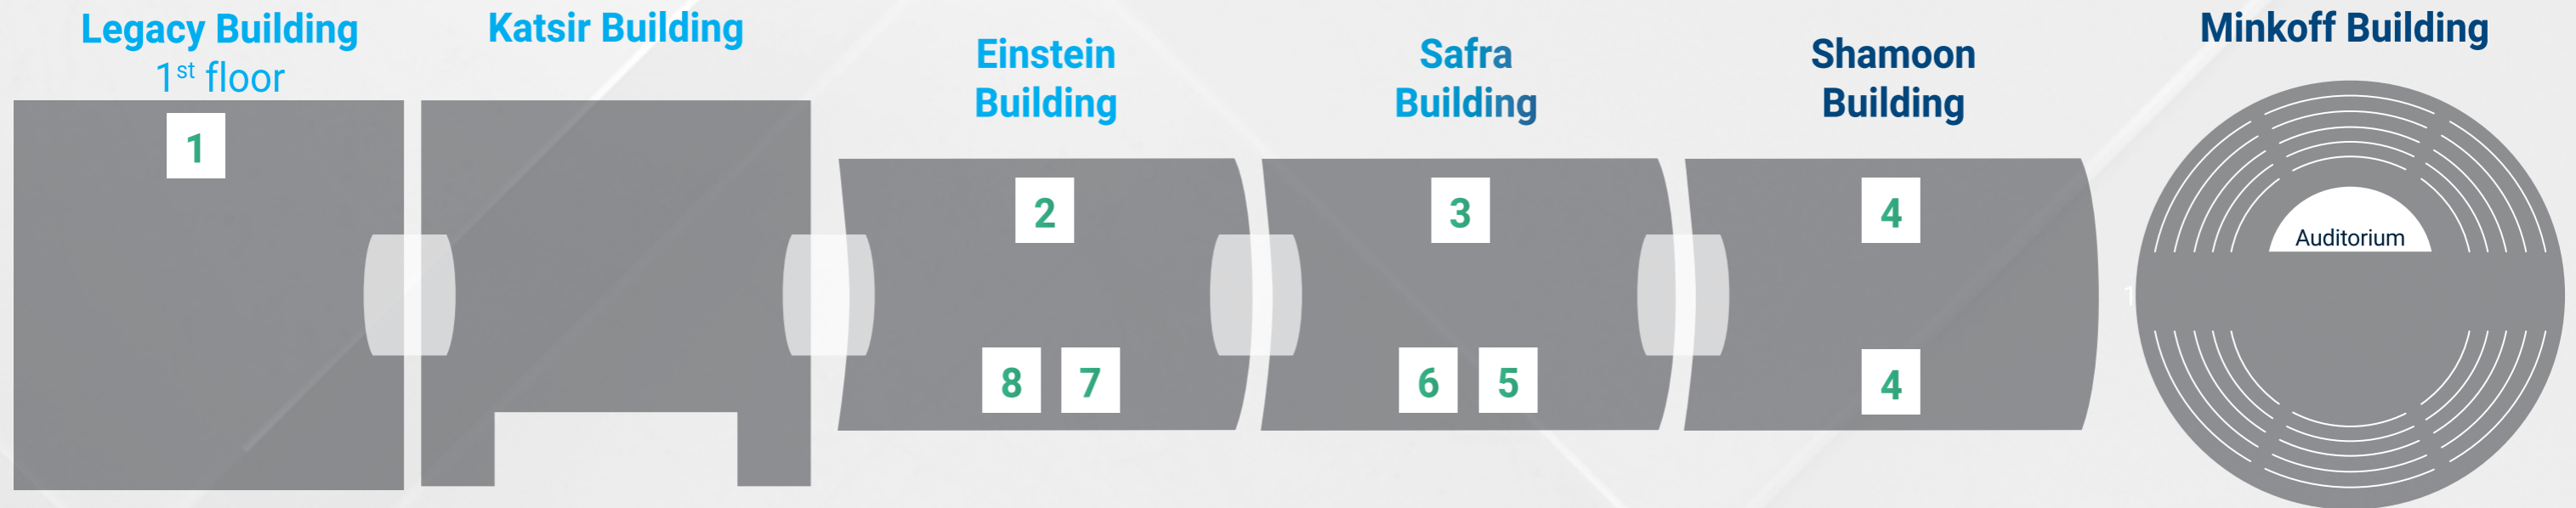 Legacy Building
1st floor
Katsir Building
Einstein
Building
Safra
Building
Shamoon
Building
Minkoff Building
1
2
3
4
Auditorium
1
8 7
6 5
4